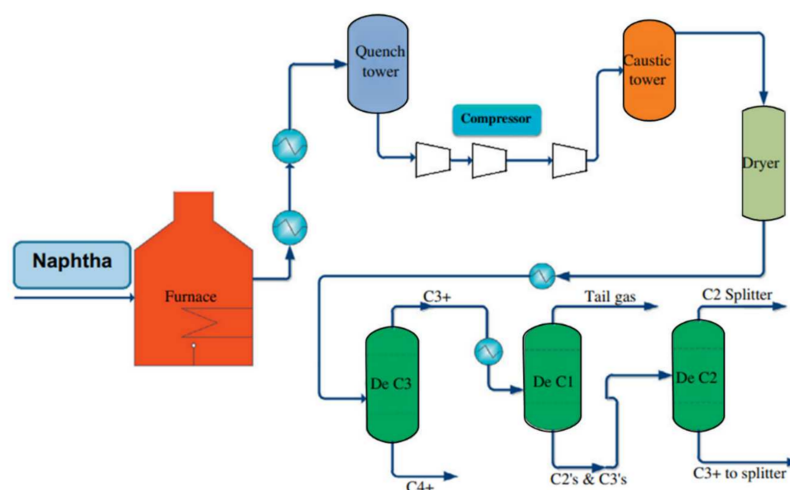 Quench
tower
Caustic
tower
Compressor
Dryer
Naphtha
Furnace
C3+
Tail gas
C2 Splitter
De C3
De C1
De C2
C4+
C2's & C3's
C3+ to splitter